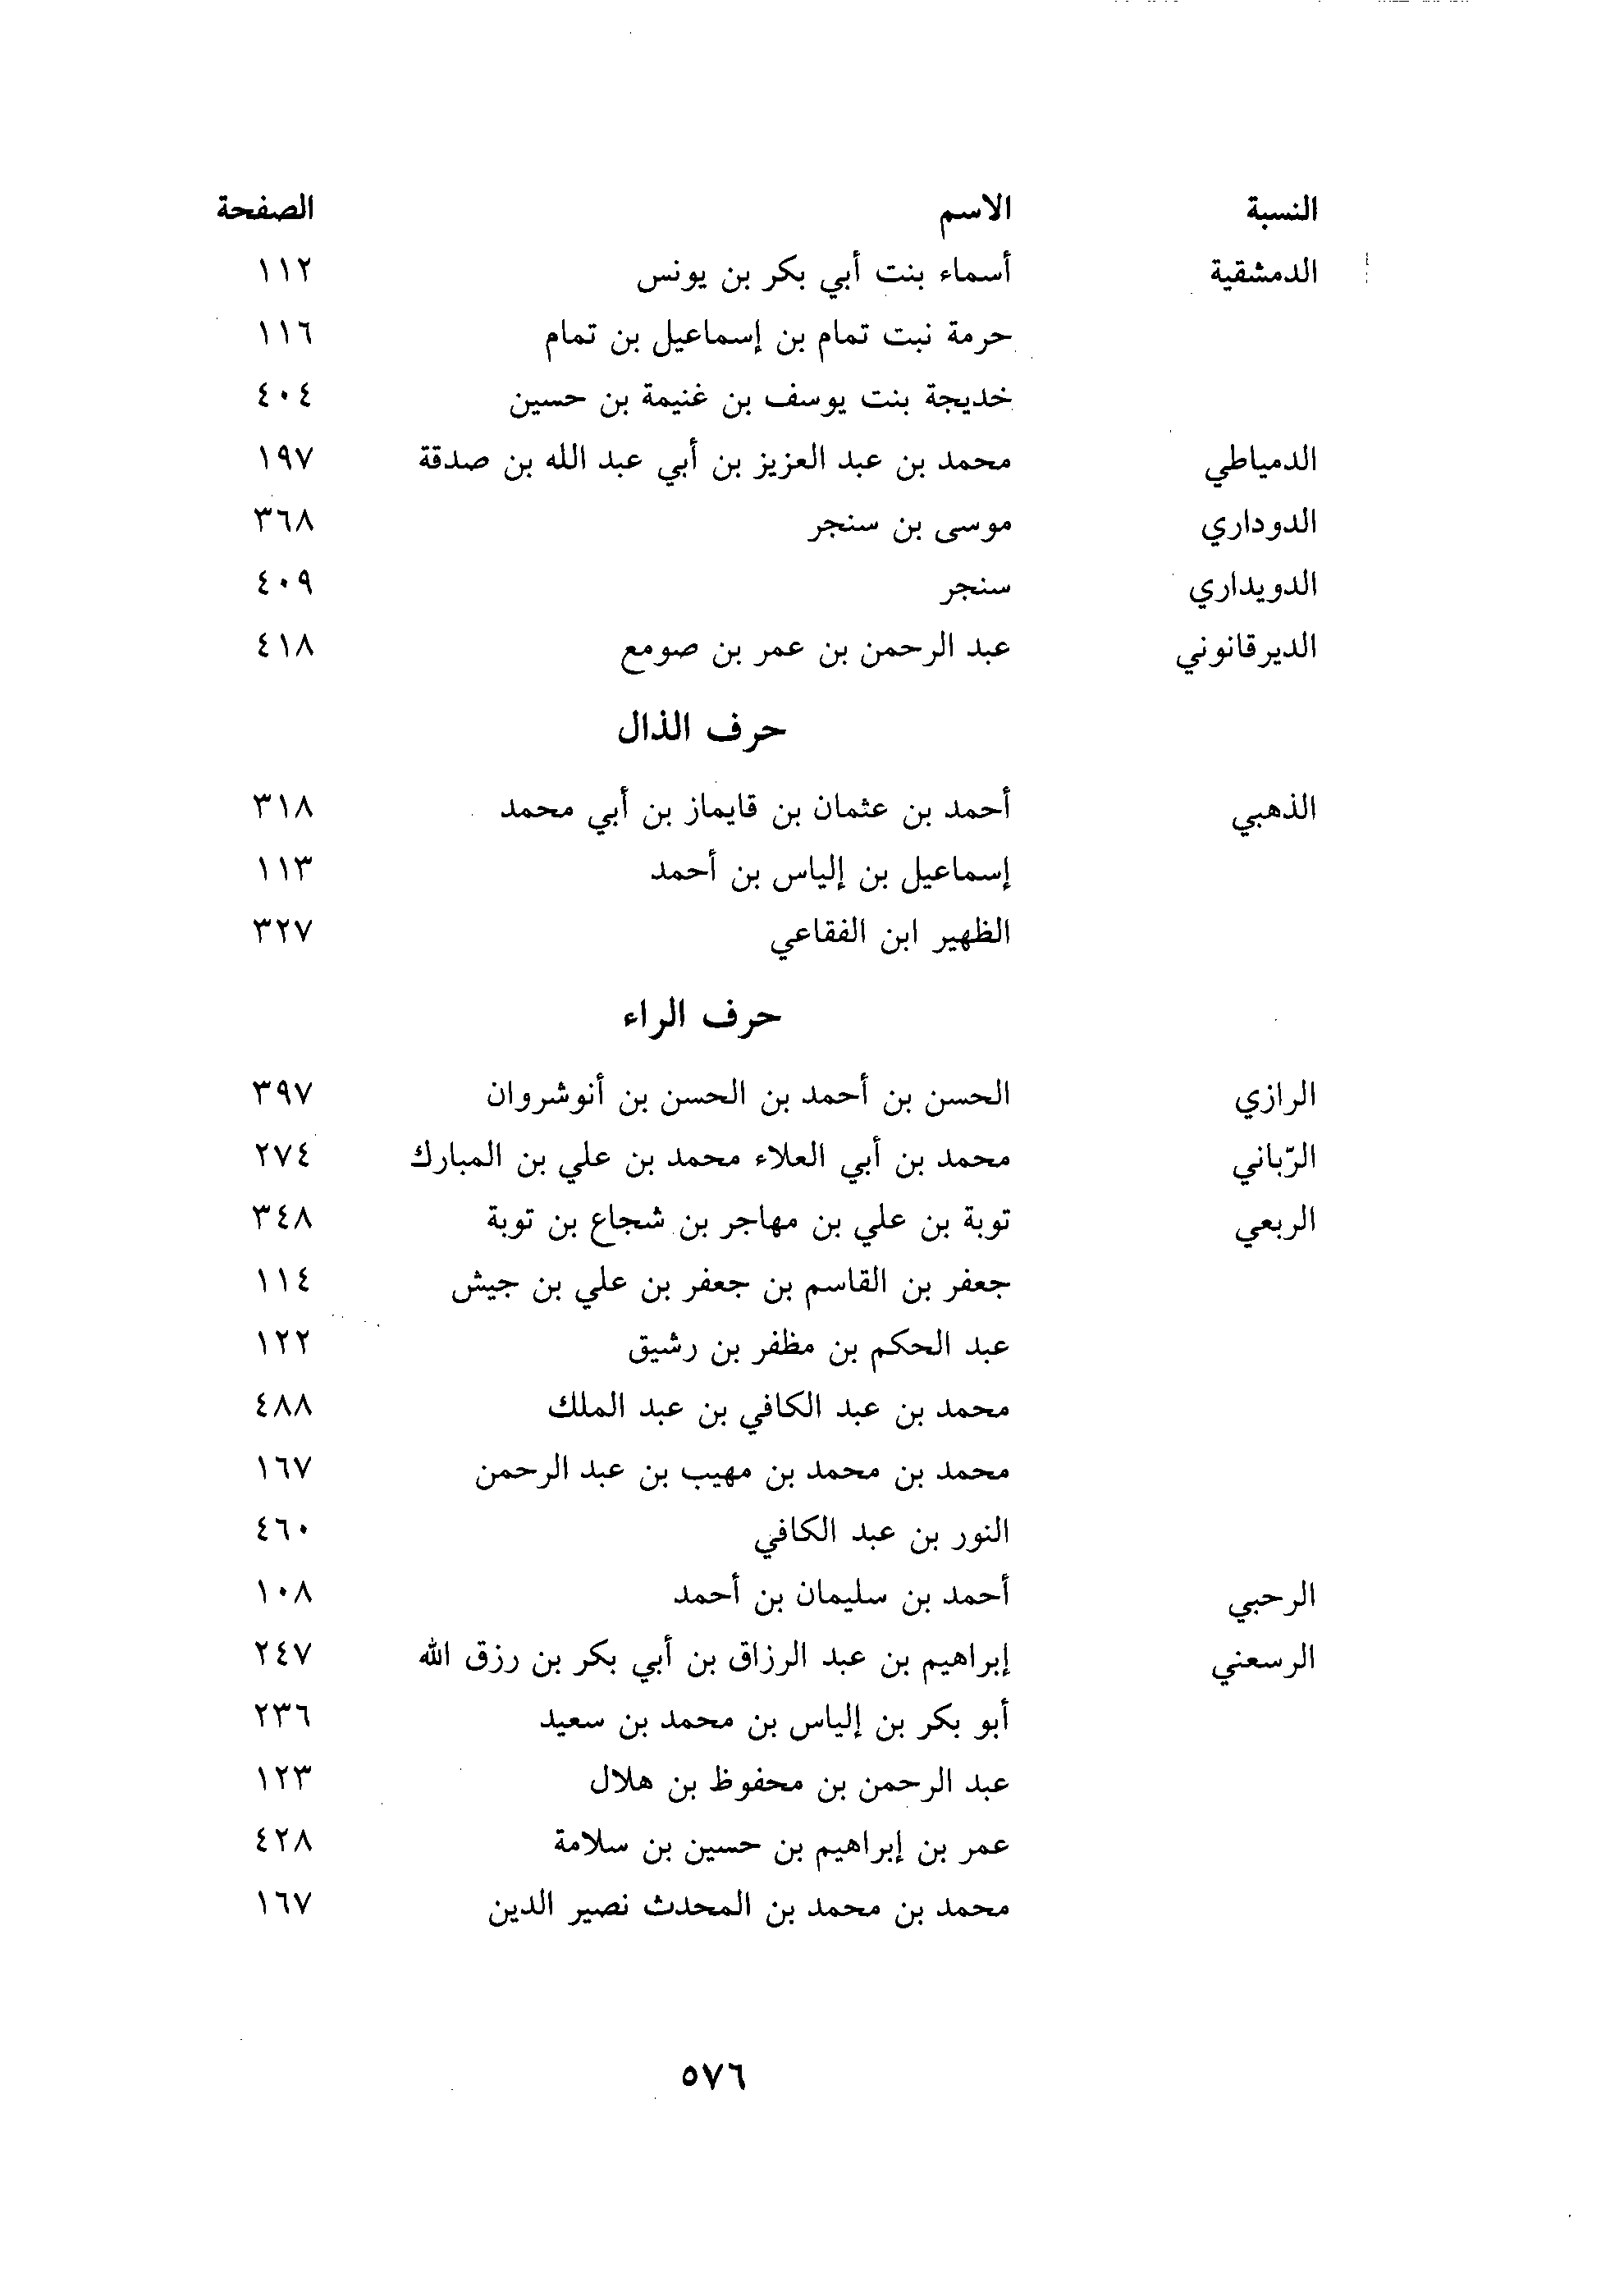 النسبة الاسم الصفحة
الدمشقية أسماء بنت أبي بكر بن يونس ١١٢
حرمة نبت تمام بن إسماعيل بن تمام ١١٦
خديجة بنت يوسف بن غنيمة بن حسين ٤٠٤
الدمياطي محمد بن عبد العزيز بن أبي عبد الله بن صدقة ١٩٧
الدوداري موسى بن سنجر ٣٦٨
الدويداري سنجر ٤٠٩
الديرقانوني عبد الرحمن بن عمر بن صومع ٤١٨
حرف الذال
الذهبي أحمد بن عثمان بن قايماز بن أبي محمد ٣١٨
إسماعيل بن إلياس بن أحمد ١١٣
الظهير ابن الفقاعي ٣٢٧
حرف الراء
الرازي الحسن بن أحمد بن الحسن بن أنوشروان ٣٩٧
الرّباني محمد بن أبي العلاء محمد بن علي بن المبارك ٢٧٤
الربعي توبة بن علي بن مهاجر بن شجاع بن توبة ٣٤٨
جعفر بن القاسم بن جعفر بن علي بن جيش ١١٤
عبد الحكم بن مظفر بن رشيق ١٢٢
محمد بن عبد الكافي بن عبد الملك ٤٨٨
محمد بن محمد بن مهيب بن عبد الرحمن ١٦٧
النور بن عبد الكافي ٤٦٠
الرحبي أحمد بن سليمان بن أحمد ١٠٨
الرسعني إبراهيم بن عبد الرزاق بن أبي بكر بن رزق الله ٢٤٧
أبو بكر بن إلياس بن محمد بن سعيد ٢٣٦
عبد الرحمن بن محفوظ بن هلال ١٢٣
عمر بن إبراهيم بن حسين بن سلامة ٤٢٨
محمد بن محمد بن المحدث نصير الدين ١٦٧
٥٧٦